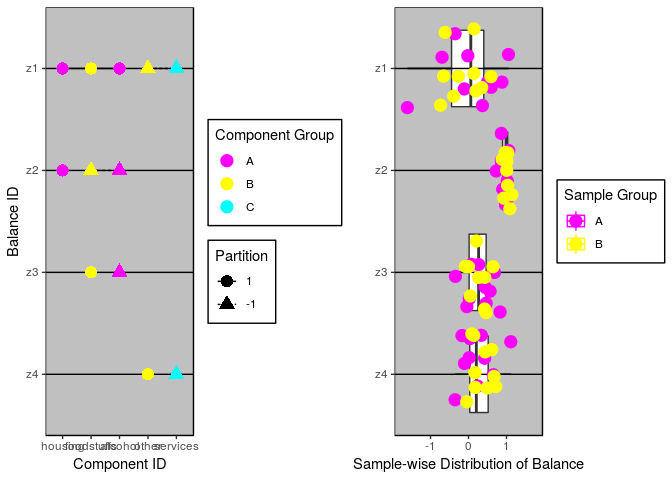 Balance ID
z1
z2
z3
z4
housing foodstuffs alcohol other services
Component ID
Component Group
A
B
C
Partition
1
-1
z1
z2
z3
z4
-1 0 1
Sample-wise Distribution of Balance
Sample Group
A
B